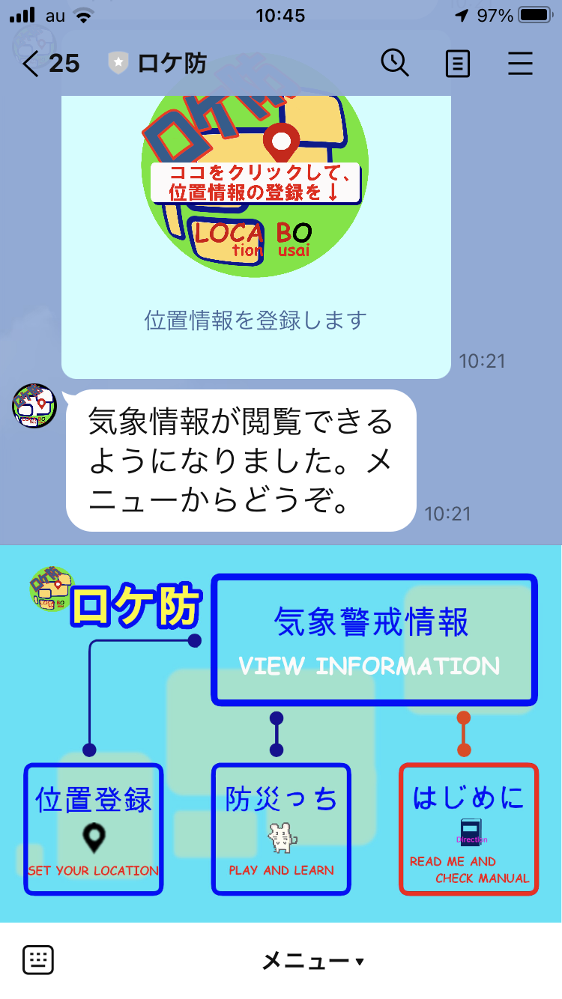 au
10:45
97%
25
ロケ防
ロケ防
ココをクリックして、
位置情報の登録を↓
LOCA BO
tion usai
位置情報を登録します
10:21
気象情報が閲覧できる
ようになりました。メ
ニューからどうぞ。
10:21
ロケ防
気象警戒情報
VIEW INFORMATION
位置登録
SET YOUR LOCATION
防災っち
PLAY AND LEARN
はじめに
Direction
READ ME AND
CHECK MANUAL
メニュー▼